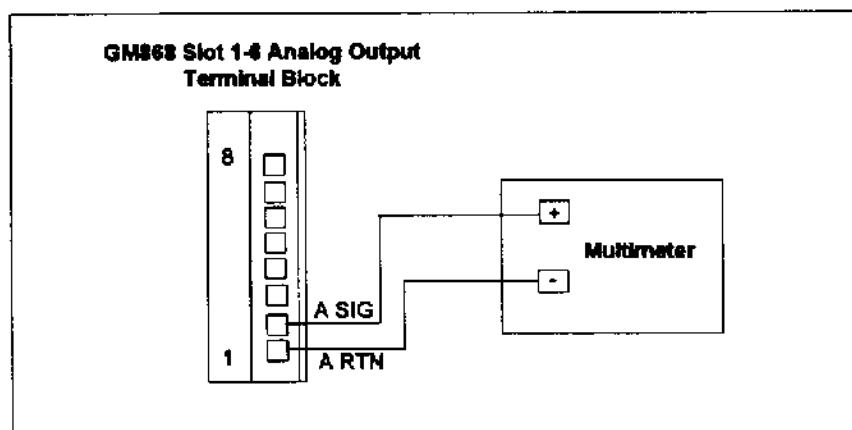 GM868 Slot 1-6 Analog Output
Terminal Block
8
+
Multimeter
-
A SIG
1
A RTN